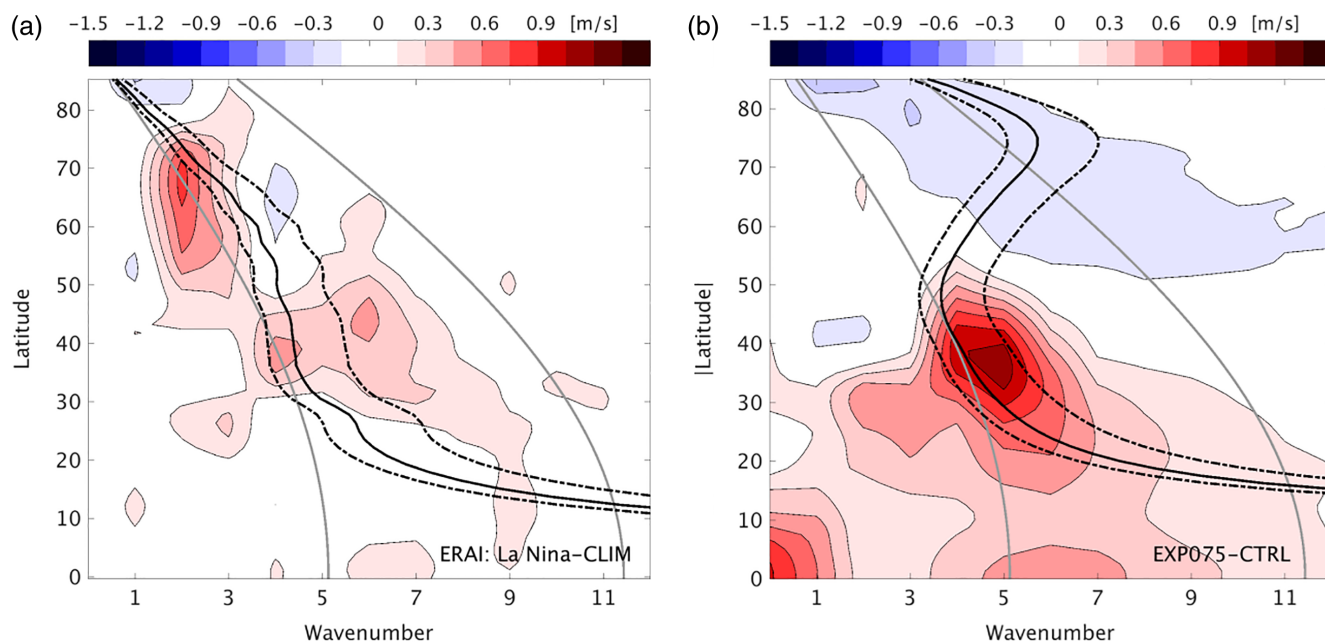 (a)
-1.5 -1.2 -0.9 -0.6 -0.3 0 0.3 0.6 0.9 [m/s]
Latitude
80
70
60
50
40
30
20
10
0
ERAI: La Nina-CLIM
1 3 5 7 9 11
Wavenumber
(b)
-1.5 -1.2 -0.9 -0.6 -0.3 0 0.3 0.6 0.9 [m/s]
|Latitude|
80
70
60
50
40
30
20
10
0
EXP075-CTRL
1 3 5 7 9 11
Wavenumber